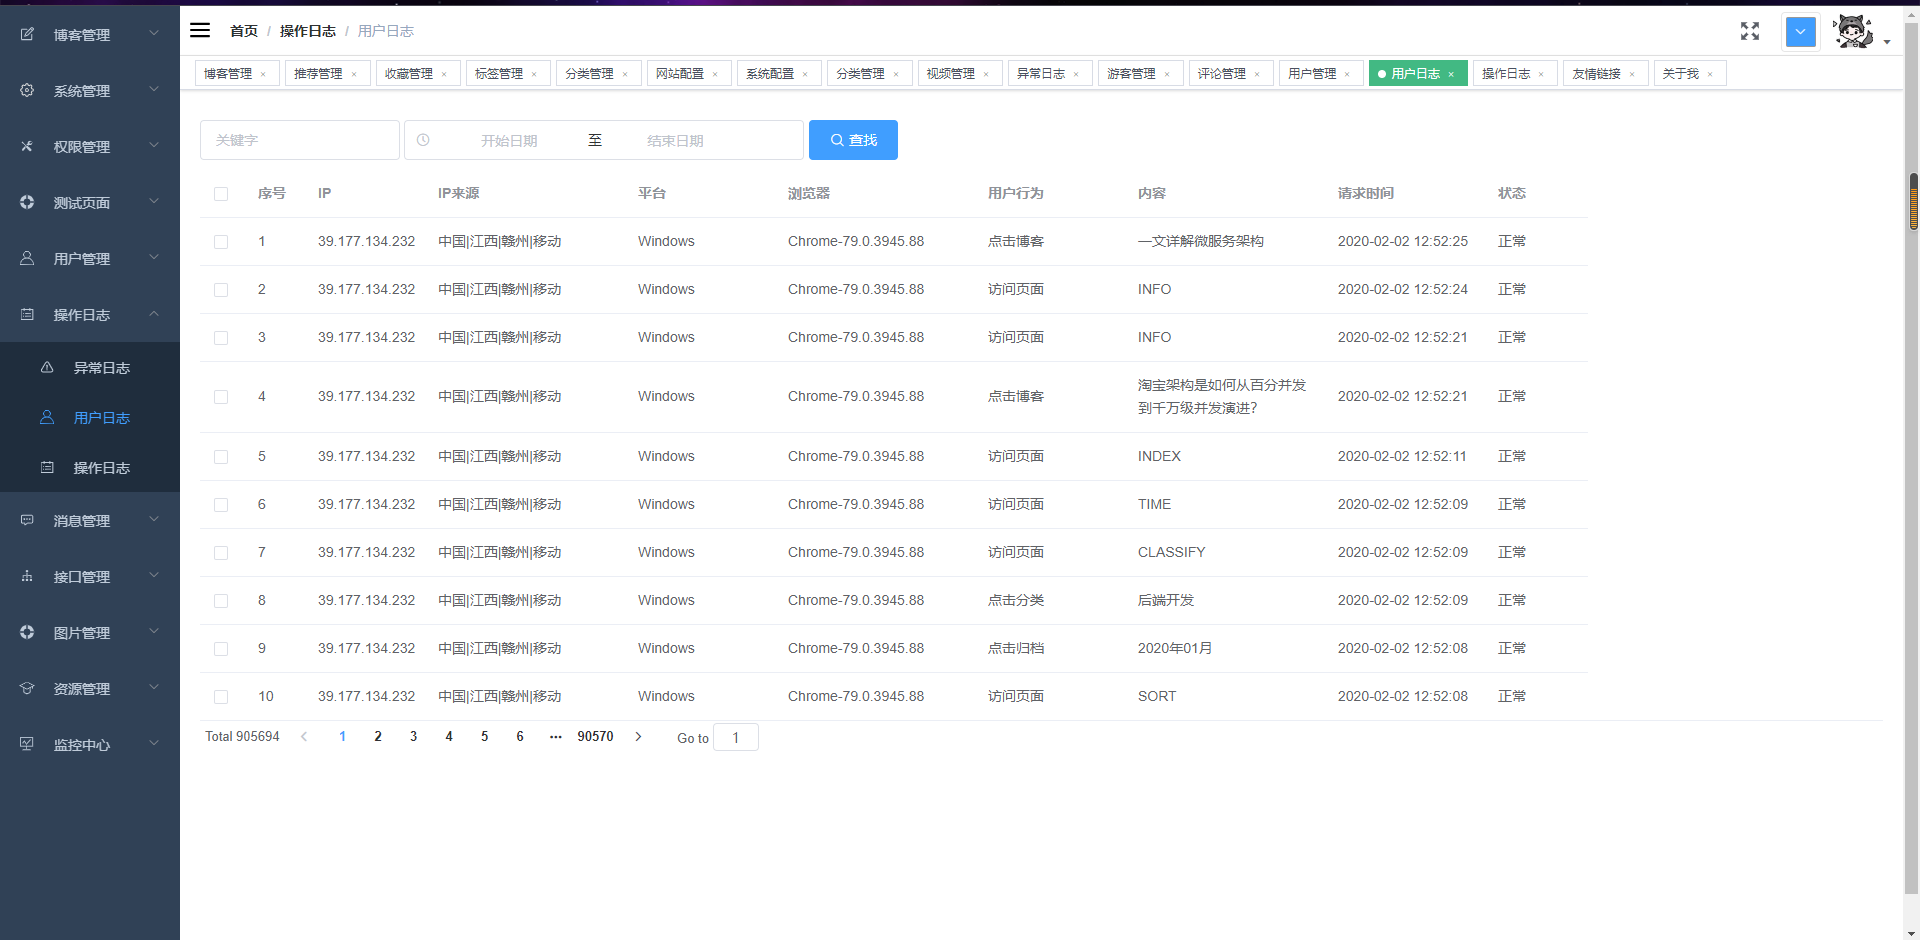 博客管理
系统管理
权限管理
测试页面
用户管理
操作日志
异常日志
用户日志
操作日志
消息管理
接口管理
图片管理
资源管理
监控中心
首页 / 操作日志 / 用户日志
博客管理 × 推荐管理 × 收藏管理 × 标签管理 × 分类管理 × 网站配置 × 系统配置 × 分类管理 × 视频管理 × 异常日志 × 游客管理 × 评论管理 × 用户管理 × 用户日志 × 操作日志 × 友情链接 × 关于我 ×
关键字 开始日期 至 结束日期 查找
序号 IP IP来源 平台 浏览器 用户行为 内容 请求时间 状态
1 39.177.134.232 中国|江西|赣州|移动 Windows Chrome-79.0.3945.88 点击博客 一文详解微服务架构 2020-02-02 12:52:25 正常
2 39.177.134.232 中国|江西|赣州|移动 Windows Chrome-79.0.3945.88 访问页面 INFO 2020-02-02 12:52:24 正常
3 39.177.134.232 中国|江西|赣州|移动 Windows Chrome-79.0.3945.88 访问页面 INFO 2020-02-02 12:52:21 正常
4 39.177.134.232 中国|江西|赣州|移动 Windows Chrome-79.0.3945.88 点击博客 淘宝架构是如何从百分并发
到千万级并发演进? 2020-02-02 12:52:21 正常
5 39.177.134.232 中国|江西|赣州|移动 Windows Chrome-79.0.3945.88 访问页面 INDEX 2020-02-02 12:52:11 正常
6 39.177.134.232 中国|江西|赣州|移动 Windows Chrome-79.0.3945.88 访问页面 TIME 2020-02-02 12:52:09 正常
7 39.177.134.232 中国|江西|赣州|移动 Windows Chrome-79.0.3945.88 访问页面 CLASSIFY 2020-02-02 12:52:09 正常
8 39.177.134.232 中国|江西|赣州|移动 Windows Chrome-79.0.3945.88 点击分类 后端开发 2020-02-02 12:52:09 正常
9 39.177.134.232 中国|江西|赣州|移动 Windows Chrome-79.0.3945.88 点击归档 2020年01月 2020-02-02 12:52:08 正常
10 39.177.134.232 中国|江西|赣州|移动 Windows Chrome-79.0.3945.88 访问页面 SORT 2020-02-02 12:52:08 正常
Total 905694 1 2 3 4 5 6 ••• 90570 Go to 1